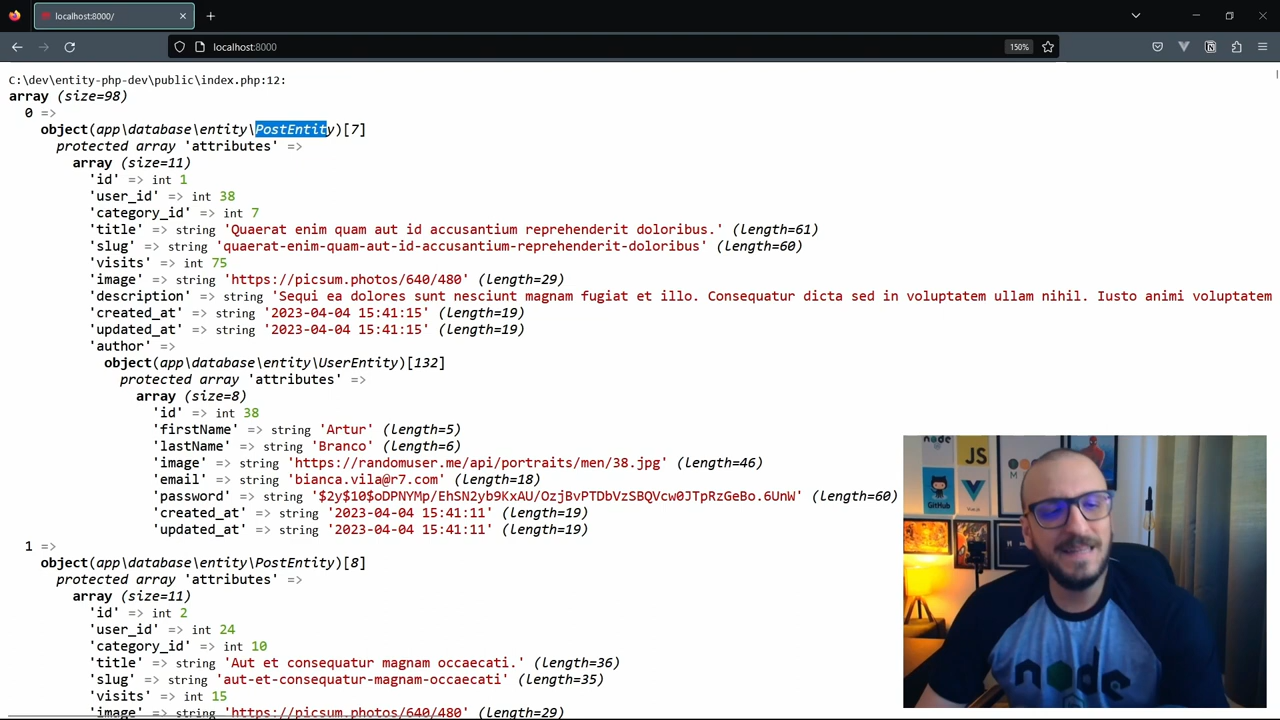 localhost:8000/
localhost:8000
150%
C:\dev\entity-php-dev\public\index.php:12:
array (size=98)
0 =>
object(app\database\entity\PostEntity)[7]
protected array 'attributes' =>
array (size=11)
'id' => int 1
'user_id' => int 38
'category_id' => int 7
'title' => string 'Quaerat enim quam aut id accusantium reprehenderit doloribus.' (length=61)
'slug' => string 'quaerat-enim-quam-aut-id-accusantium-reprehenderit-doloribus' (length=60)
'visits' => int 75
'image' => string 'https://picsum.photos/640/480' (length=29)
'description' => string 'Sequi ea dolores sunt nesciunt magnam fugiat et illo. Consequatur dicta sed in voluptatem ullam nihil. Iusto animi voluptatem
'created_at' => string '2023-04-04 15:41:15' (length=19)
'updated_at' => string '2023-04-04 15:41:15' (length=19)
'author' =>
object(app\database\entity\UserEntity)[132]
protected array 'attributes' =>
array (size=8)
'id' => int 38
'firstName' => string 'Artur' (length=5)
'lastName' => string 'Branco' (length=6)
'image' => string 'https://randomuser.me/api/portraits/men/38.jpg' (length=46)
'email' => string 'bianca.vila@r7.com' (length=18)
'password' => string '$2y$10$oDPNYMp/EhSN2yb9KxAU/OzjBvPTDbVzSBQVcw0JTpRzGeBo.6UnW' (length=60)
'created_at' => string '2023-04-04 15:41:11' (length=19)
'updated_at' => string '2023-04-04 15:41:11' (length=19)
1 =>
object(app\database\entity\PostEntity)[8]
protected array 'attributes' =>
array (size=11)
'id' => int 2
'user_id' => int 24
'category_id' => int 10
'title' => string 'Aut et consequatur magnam occaecati.' (length=36)
'slug' => string 'aut-et-consequatur-magnam-occaecati' (length=35)
'visits' => int 15
'image' => string 'https://picsum.photos/640/480' (length=29)
node
JS
GitHub
node